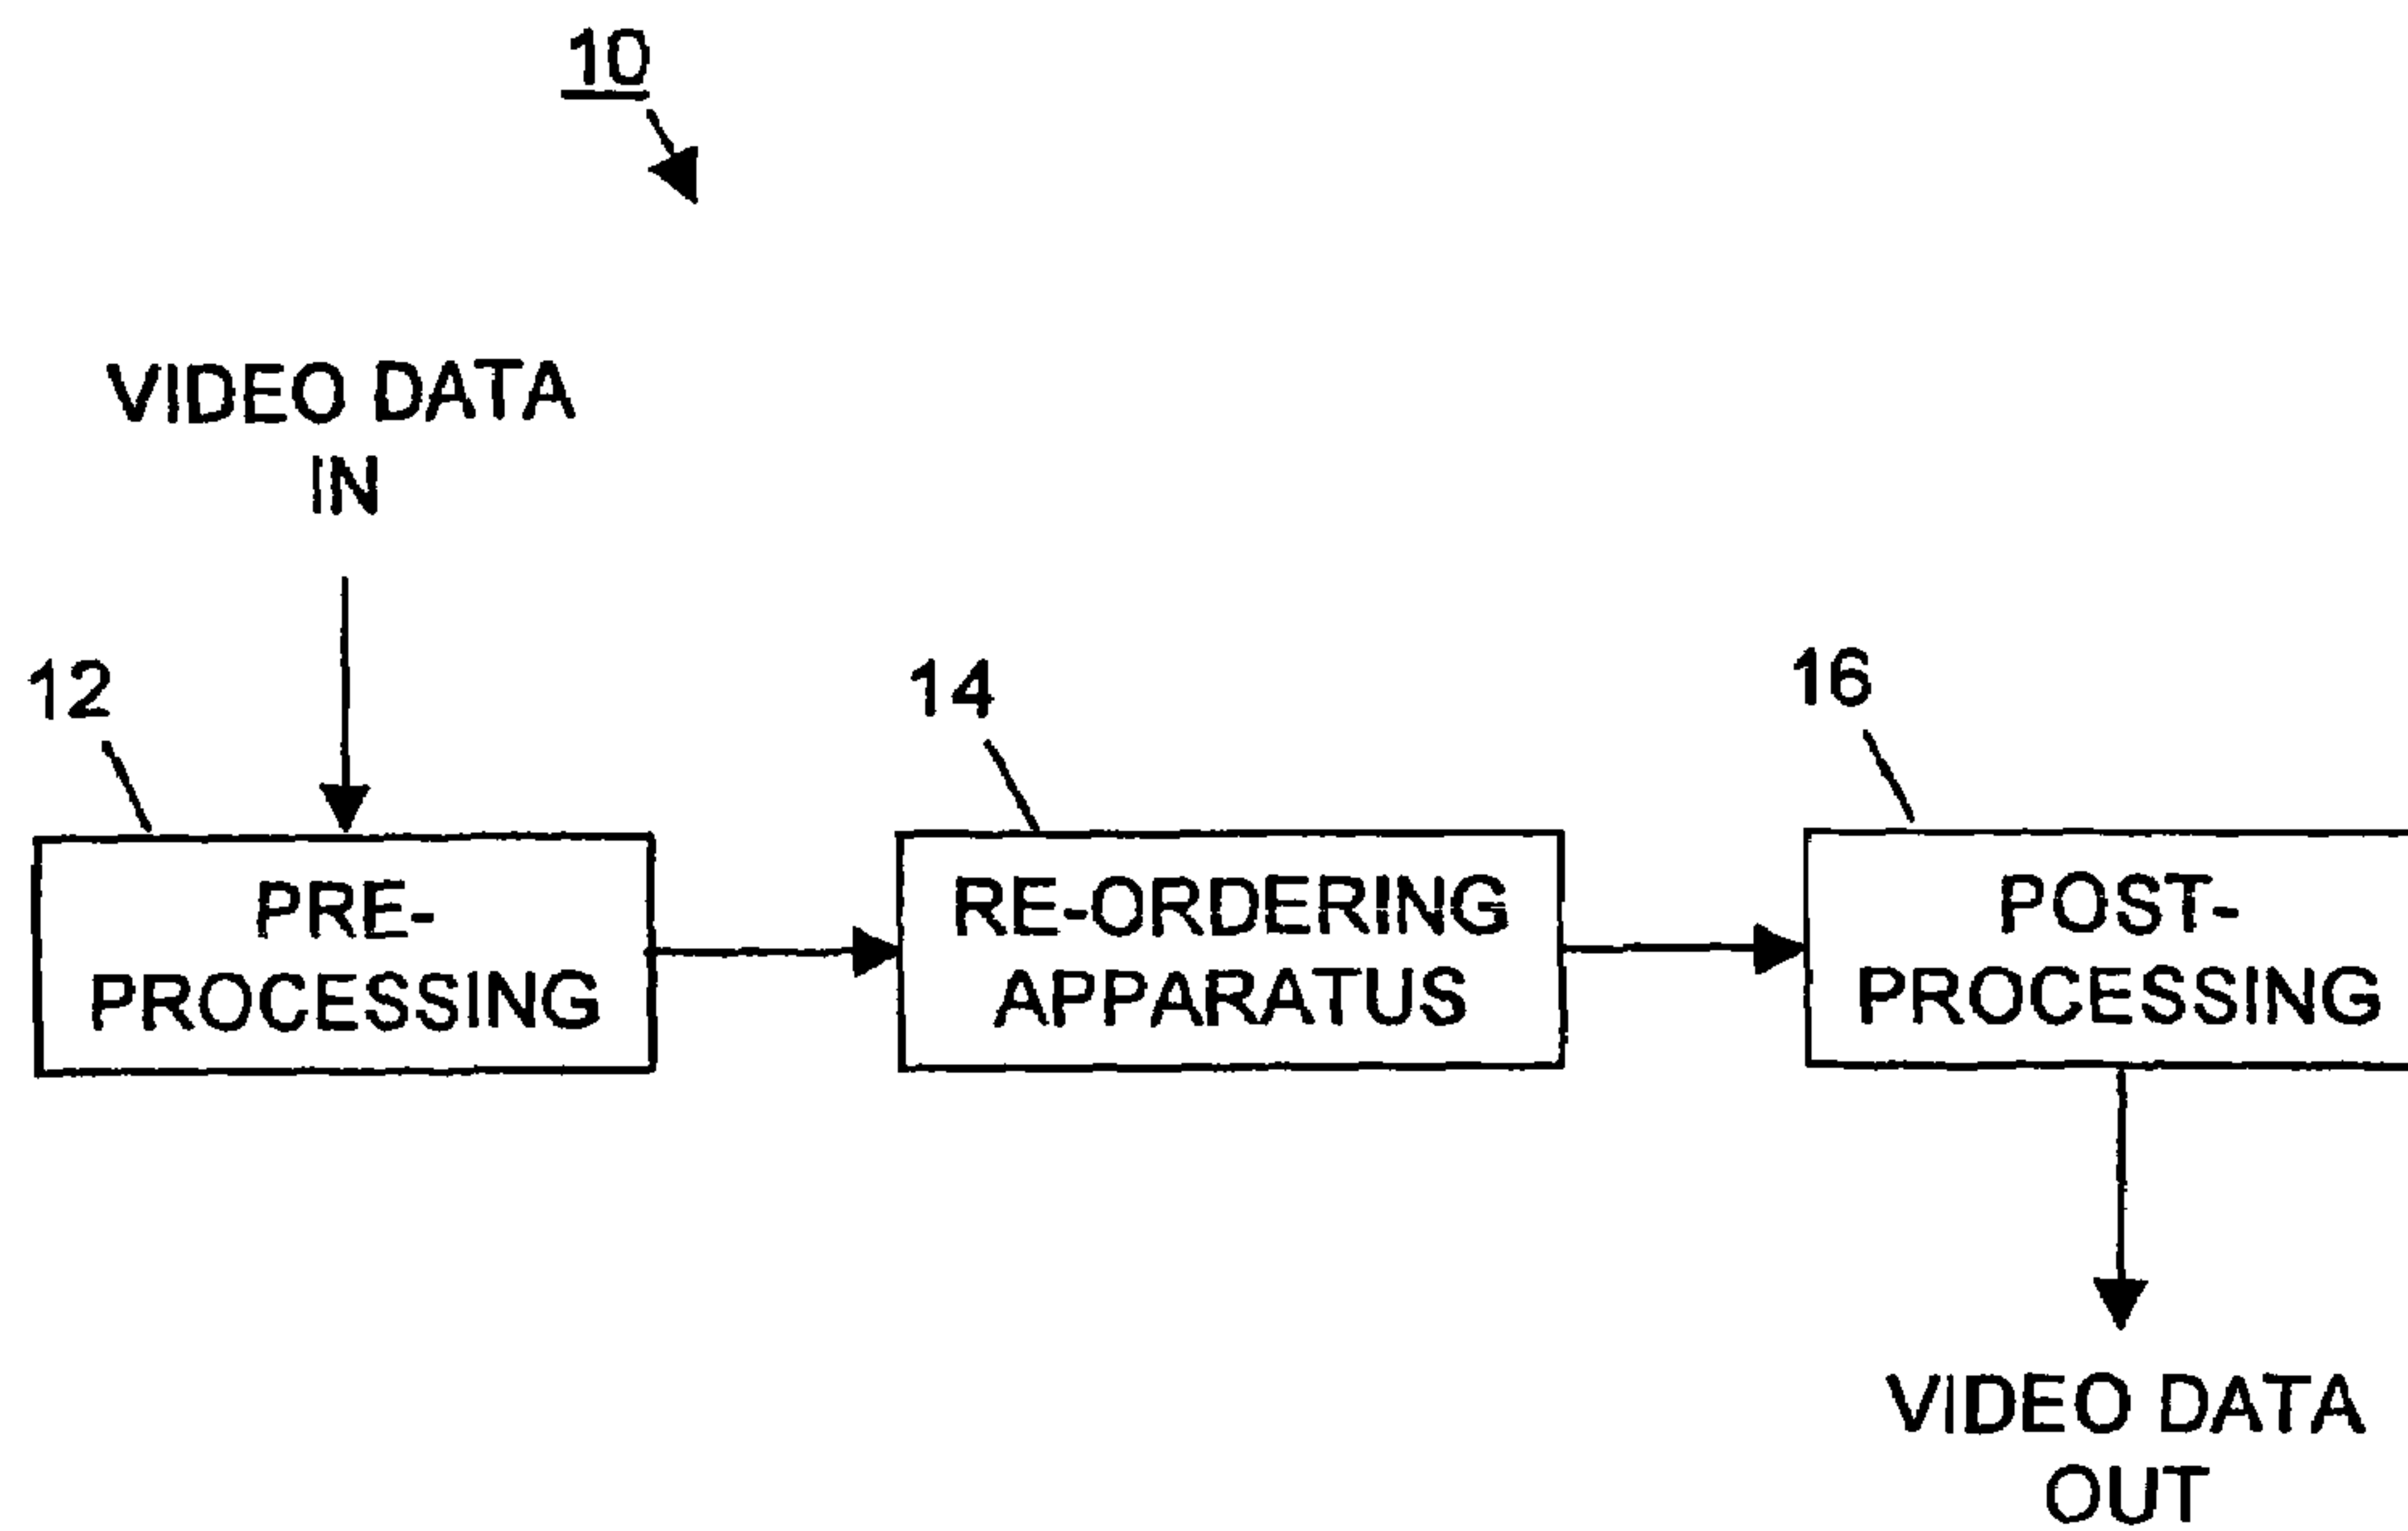 10
VIDEO DATA
IN
12
14
16
PRE-
PROCESSING
RE-ORDERING
APPARATUS
POST-
PROCESSING
VIDEO DATA
OUT